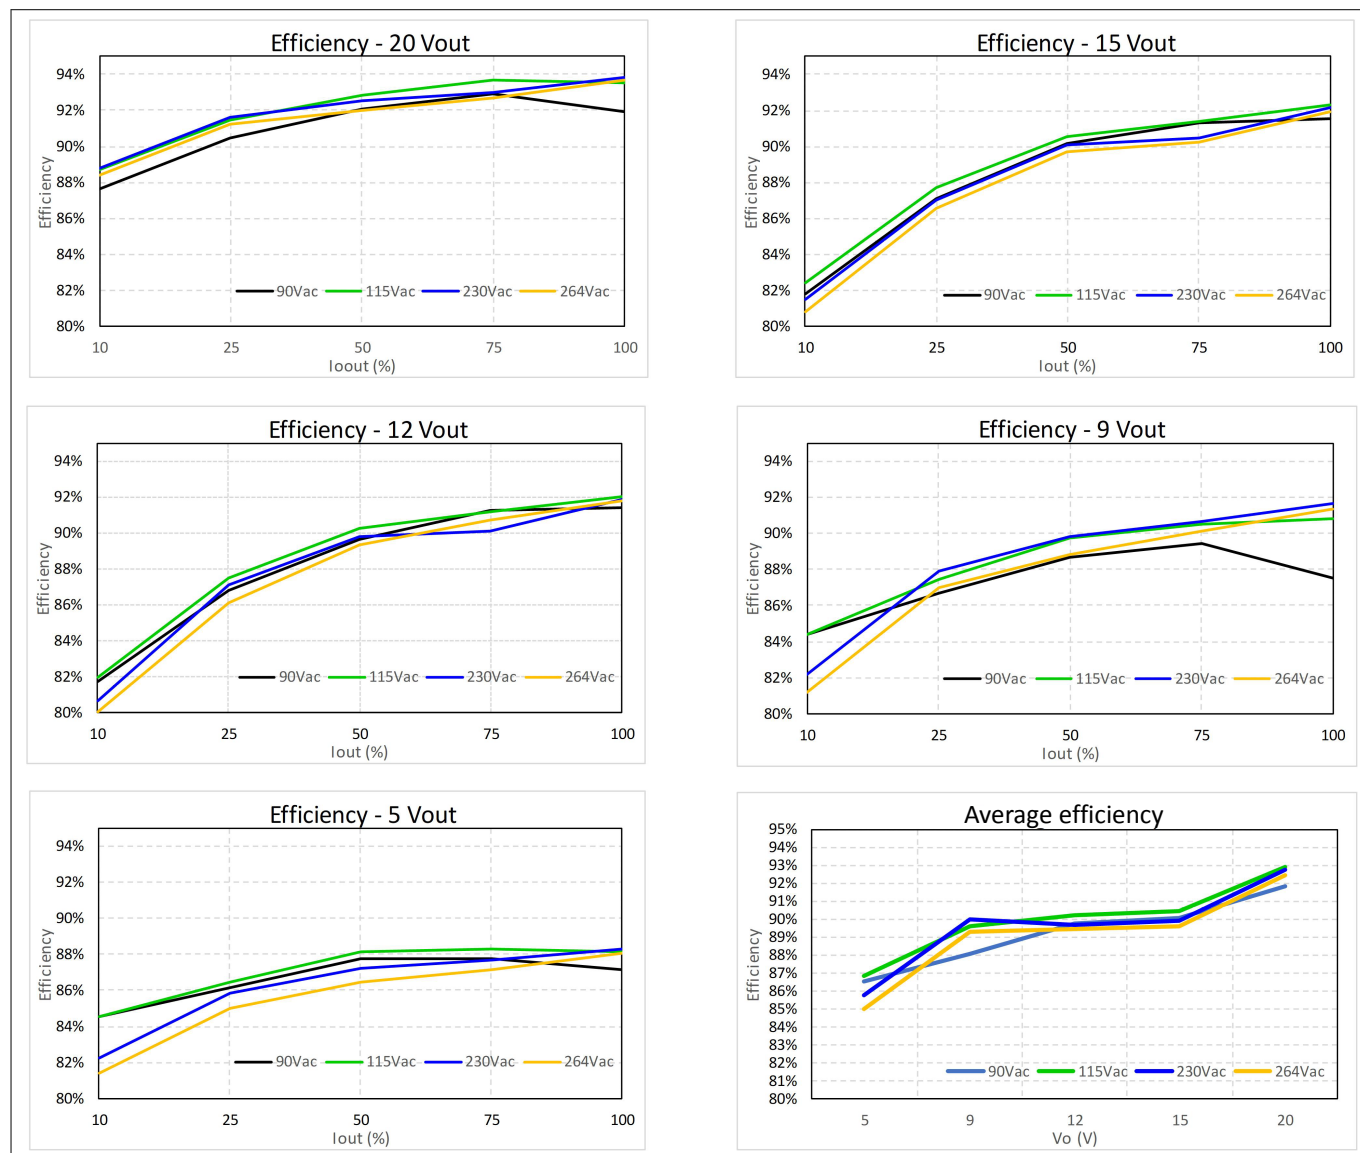 Efficiency - 20 Vout
94%
92%
90%
88%
86%
84%
82%
80%
Efficiency
90Vac 115Vac 230Vac 264Vac
10 25 50 75 100
Ioout (%)
Efficiency - 15 Vout
94%
92%
90%
88%
86%
84%
82%
80%
Efficiency
90Vac 115Vac 230Vac 264Vac
10 25 50 75 100
Iout (%)
Efficiency - 12 Vout
94%
92%
90%
88%
86%
84%
82%
80%
Efficiency
90Vac 115Vac 230Vac 264Vac
10 25 50 75 100
Iout (%)
Efficiency - 9 Vout
94%
92%
90%
88%
86%
84%
82%
80%
Efficiency
90Vac 115Vac 230Vac 264Vac
10 25 50 75 100
Iout (%)
Efficiency - 5 Vout
94%
92%
90%
88%
86%
84%
82%
80%
Efficiency
90Vac 115Vac 230Vac 264Vac
10 25 50 75 100
Iout (%)
Average efficiency
95%
94%
93%
92%
91%
90%
89%
88%
87%
86%
85%
84%
83%
82%
81%
80%
Efficiency
90Vac 115Vac 230Vac 264Vac
5 9 12 15 20
Vo (V)